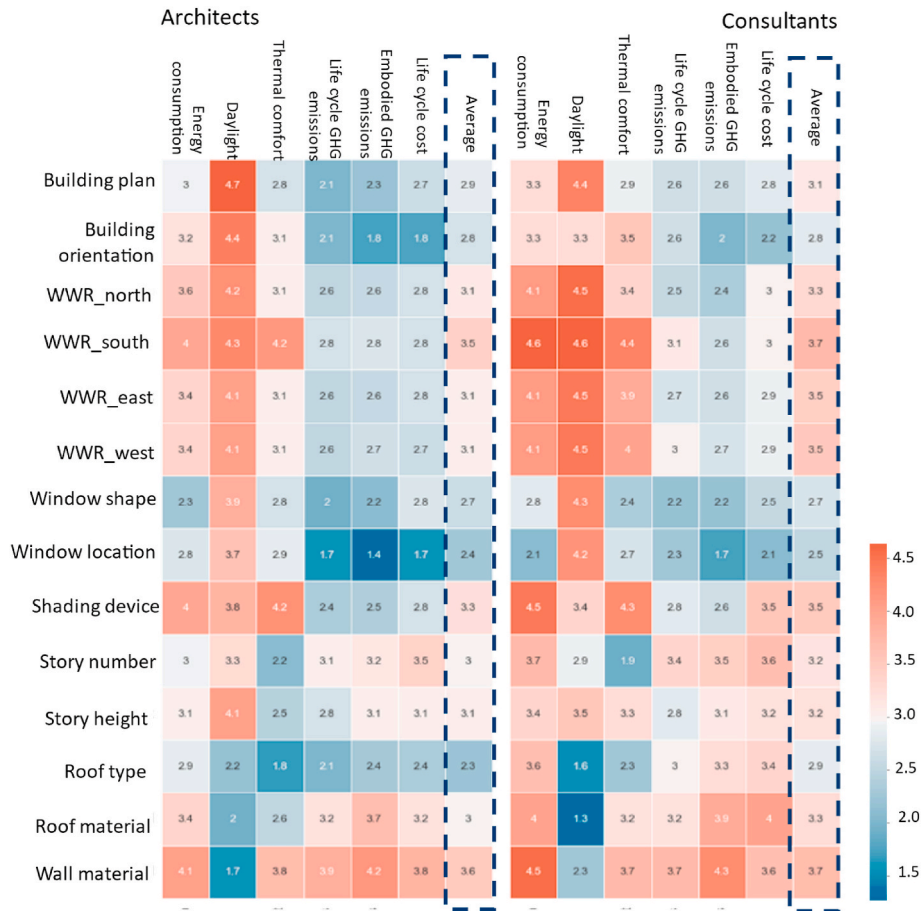 Architects
Consultants
Energy
consumption
Daylight
Thermal comfort
Life cycle GHG
emissions
Embodied GHG
emissions
Life cycle cost
Average
Energy
consumption
Daylight
Thermal comfort
Life cycle GHG
emissions
Embodied GHG
emissions
Life cycle cost
Average
Building plan 3 4.7 2.8 2.1 2.3 2.7 2.9 3.3 4.4 2.9 2.6 2.6 2.8 3.1
Building
orientation 3.2 4.4 3.1 2.1 1.8 1.8 2.8 3.3 3.3 3.5 2.6 2 2.2 2.8
WWR_north 3.6 4.2 3.1 2.6 2.6 2.8 3.1 4.1 4.5 3.4 2.5 2.4 3 3.3
WWR_south 4 4.3 4.2 2.8 2.8 2.8 3.5 4.6 4.6 4.4 3.1 2.6 3 3.7
WWR_east 3.4 4.1 3.1 2.6 2.6 2.8 3.1 4.1 4.5 3.9 2.7 2.6 2.9 3.5
WWR_west 3.4 4.1 3.1 2.6 2.7 2.7 3.1 4.1 4.5 4 3 2.7 2.9 3.5
Window shape 2.3 3.9 2.8 2 2.2 2.8 2.7 2.8 4.3 2.4 2.2 2.2 2.5 2.7
Window location 2.8 3.7 2.9 1.7 1.4 1.7 2.4 2.1 4.2 2.7 2.3 1.7 2.1 2.5
Shading device 4 3.8 4.2 2.4 2.5 2.8 3.3 4.5 3.4 4.3 2.8 2.6 3.5 3.5
Story number 3 3.3 2.2 3.1 3.2 3.5 3 3.7 2.9 1.9 3.4 3.5 3.6 3.2
Story height 3.1 4.1 2.5 2.8 3.1 3.1 3.1 3.4 3.5 3.3 2.8 3.1 3.2 3.2
Roof type 2.9 2.2 1.8 2.1 2.4 2.4 2.3 3.6 1.6 2.3 3 3.3 3.4 2.9
Roof material 3.4 2 2.6 3.2 3.7 3.2 3 4 1.3 3.2 3.2 3.9 4 3.3
Wall material 4.1 1.7 3.8 3.9 4.2 3.8 3.6 4.5 2.3 3.7 3.7 4.3 3.6 3.7
4.5
4.0
3.5
3.0
2.5
2.0
1.5